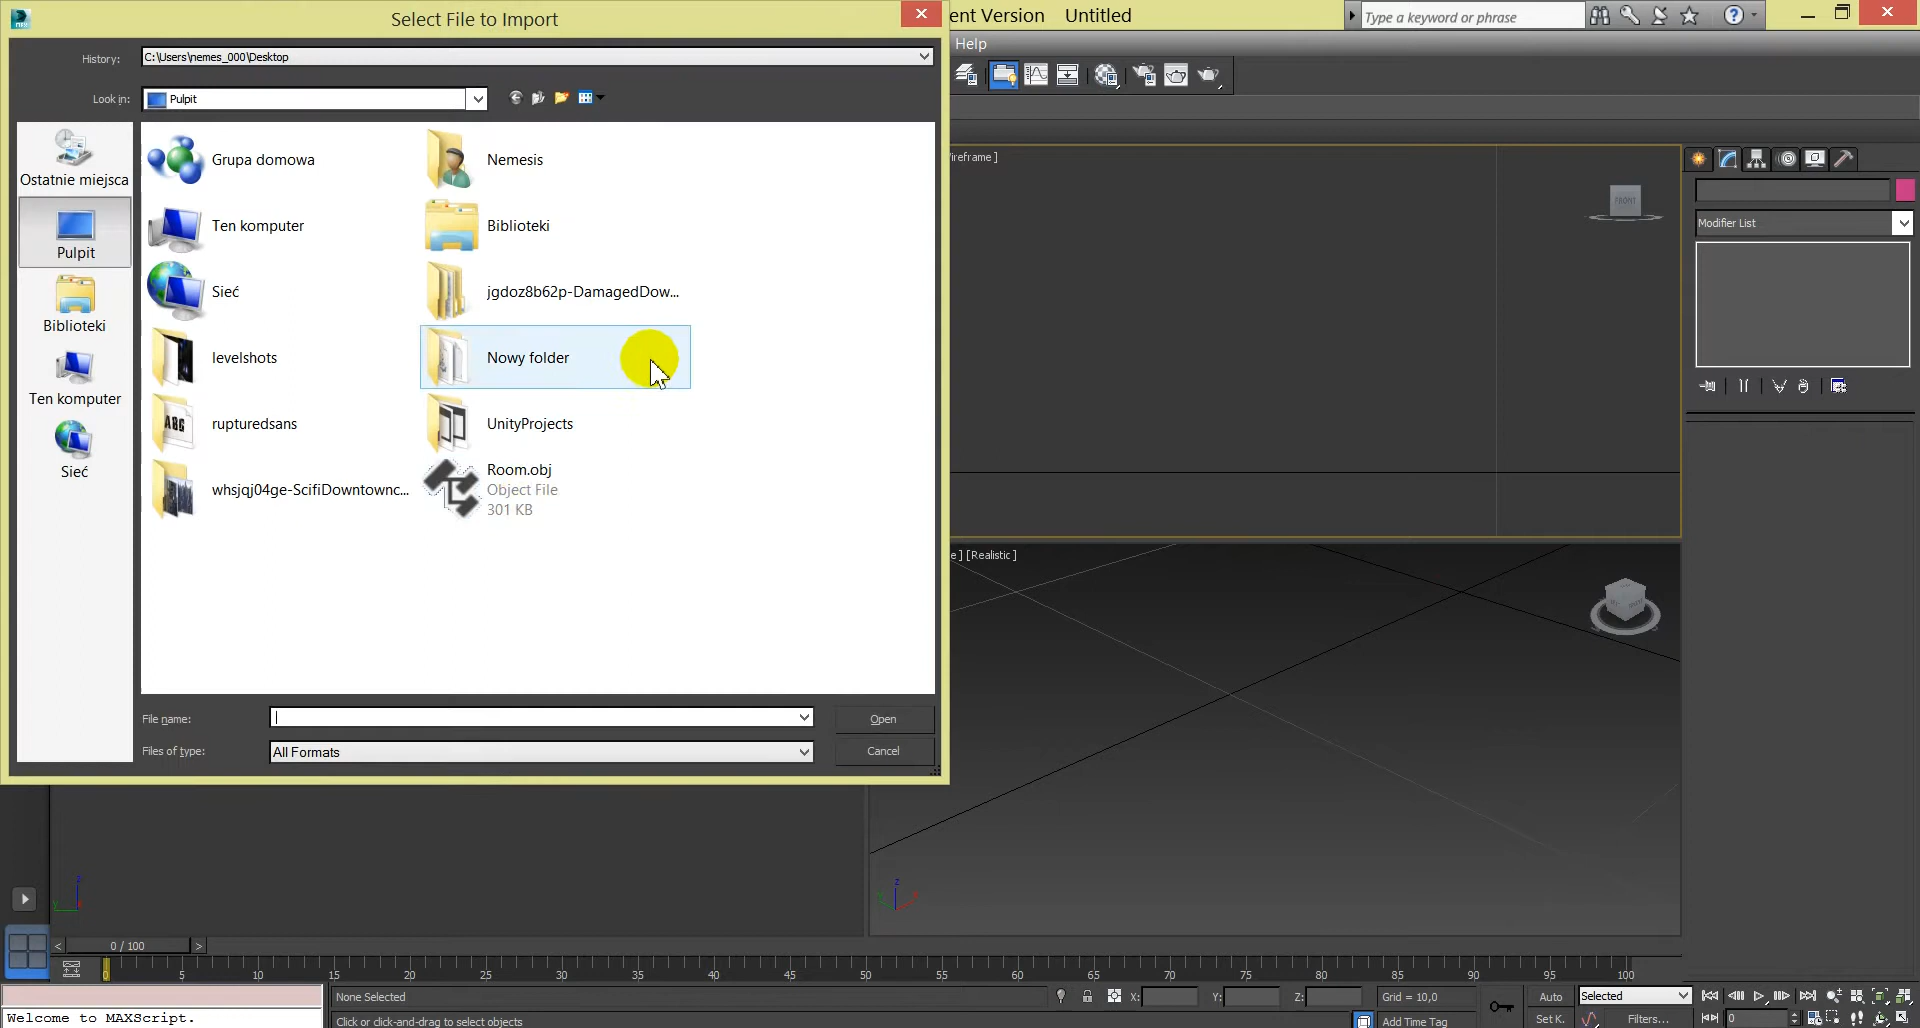 Select File to Import
ent Version Untitled
Type a keyword or phrase
Help
History:
C:\Users\nemes_000\Desktop
Look in:
Pulpit
Ostatnie miejsca
Pulpit
Biblioteki
Ten komputer
Sieć
Grupa domowa
Nemesis
Ten komputer
Biblioteki
Sieć
jgdoz8b62p-DamagedDow...
levelshots
Nowy folder
rupturedsans
UnityProjects
whsjqj04ge-ScifiDowntownc...
Room.obj
Object File
301 KB
File name:
Open
Files of type:
All Formats
Cancel
ireframe ]
FRONT
Modifier List
e ] [Realistic ]
z
y
z
0 / 100
0 5 10 15 20 25 30 35 40 45 50 55 60 65 70 75 80 85 90 95 100
None Selected
X:
Y:
Z:
Grid = 10,0
Auto
Selected
Welcome to MAXScript.
Click or click-and-drag to select objects
Add Time Tag
Set K.
Filters...
0